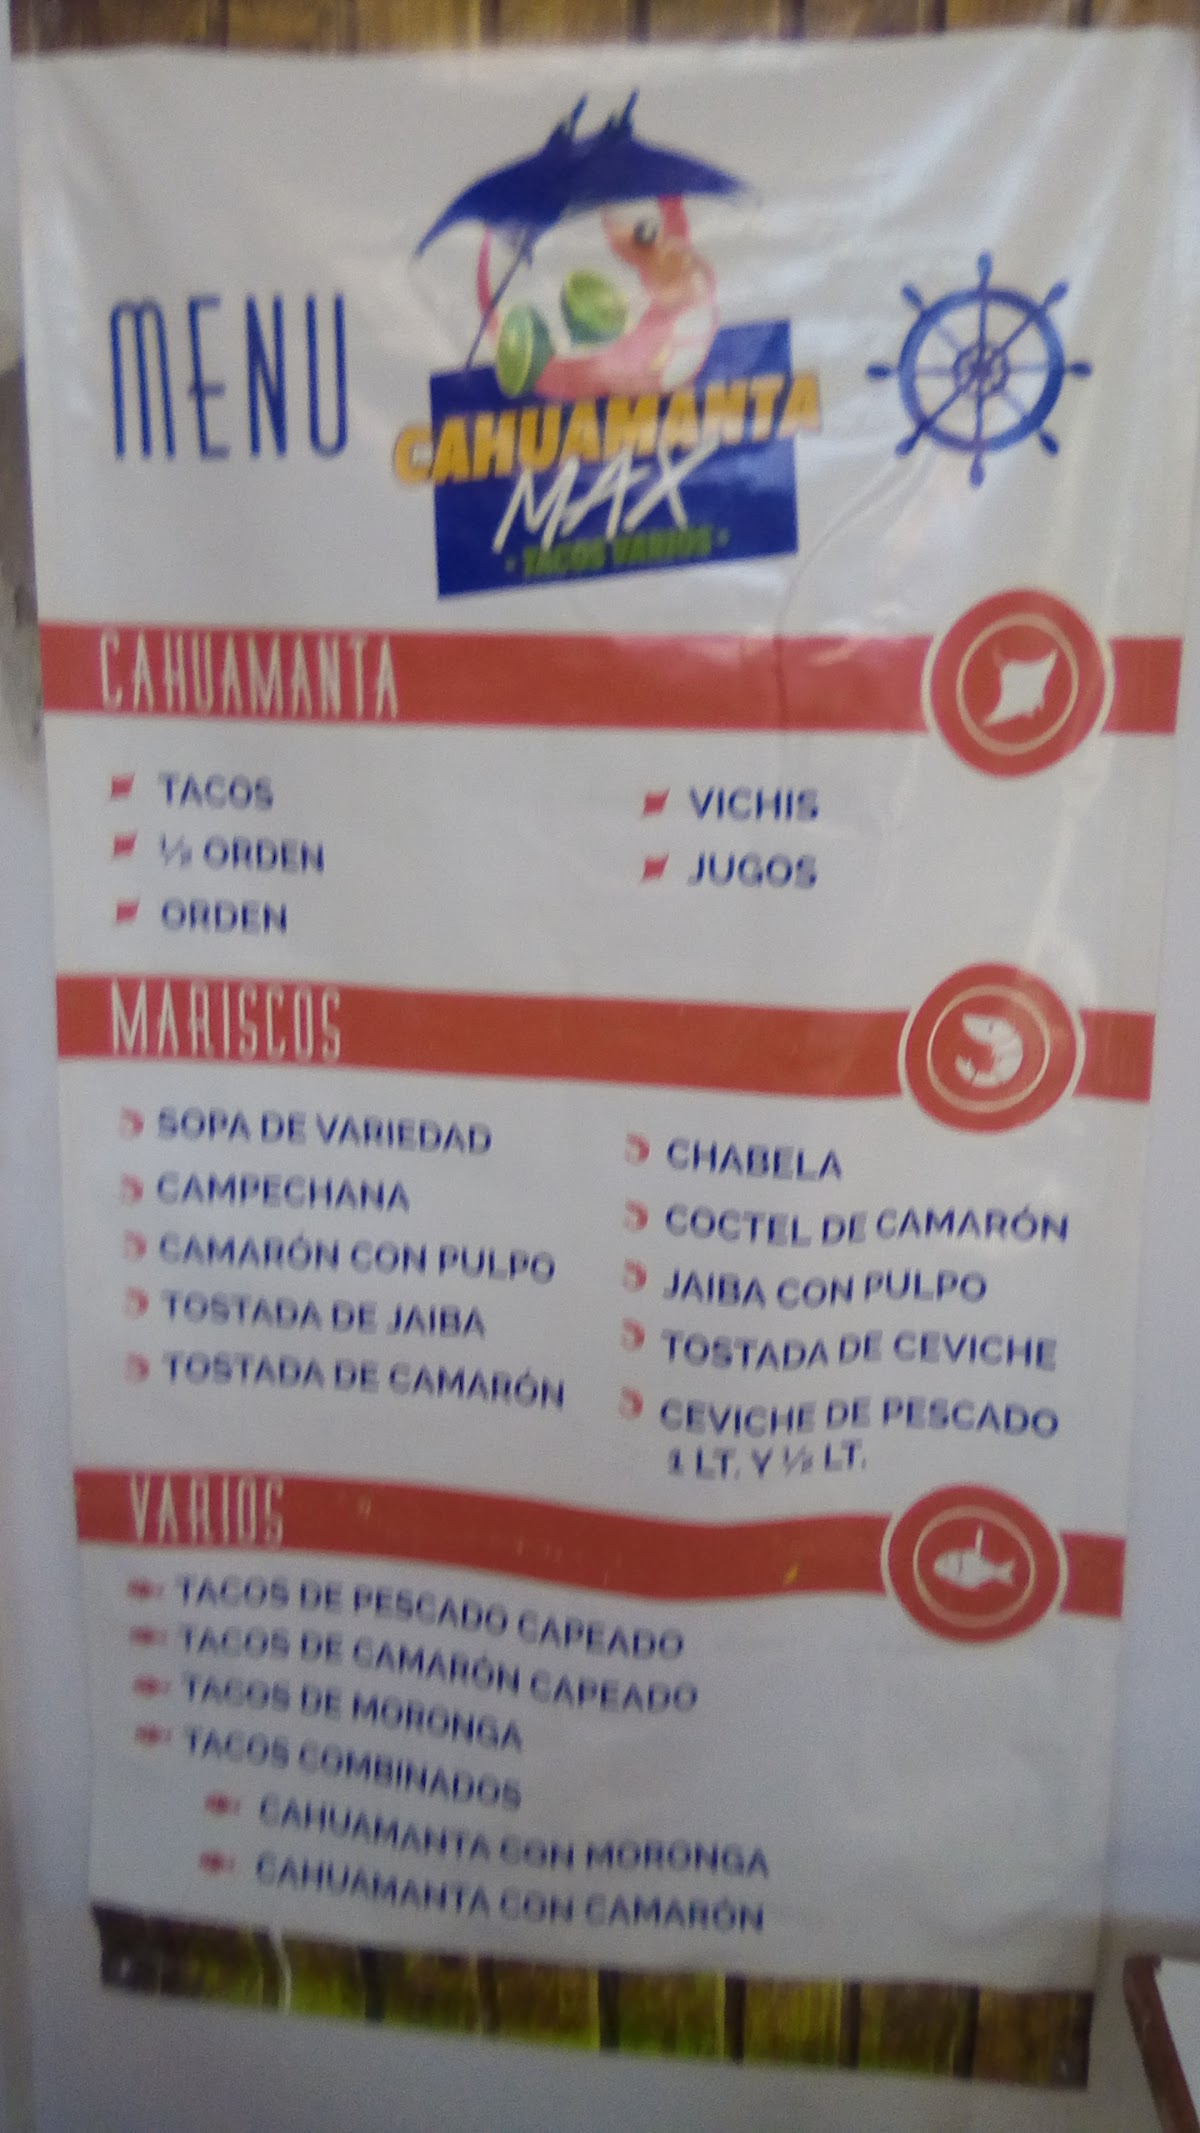 MENU
CAHUAMANTA
MAX
• TACOS VARIOS •
CAHUAMANTA
TACOS
½ ORDEN
ORDEN
VICHIS
JUGOS
MARISCOS
SOPA DE VARIEDAD
CAMPECHANA
CAMARÓN CON PULPO
TOSTADA DE JAIBA
TOSTADA DE CAMARÓN
CHABELA
COCTEL DE CAMARÓN
JAIBA CON PULPO
TOSTADA DE CEVICHE
CEVICHE DE PESCADO
1 LT. Y ½ LT.
VARIOS
TACOS DE PESCADO CAPEADO
TACOS DE CAMARÓN CAPEADO
TACOS DE MORONGA
TACOS COMBINADOS
CAHUAMANTA CON MORONGA
CAHUAMANTA CON CAMARÓN